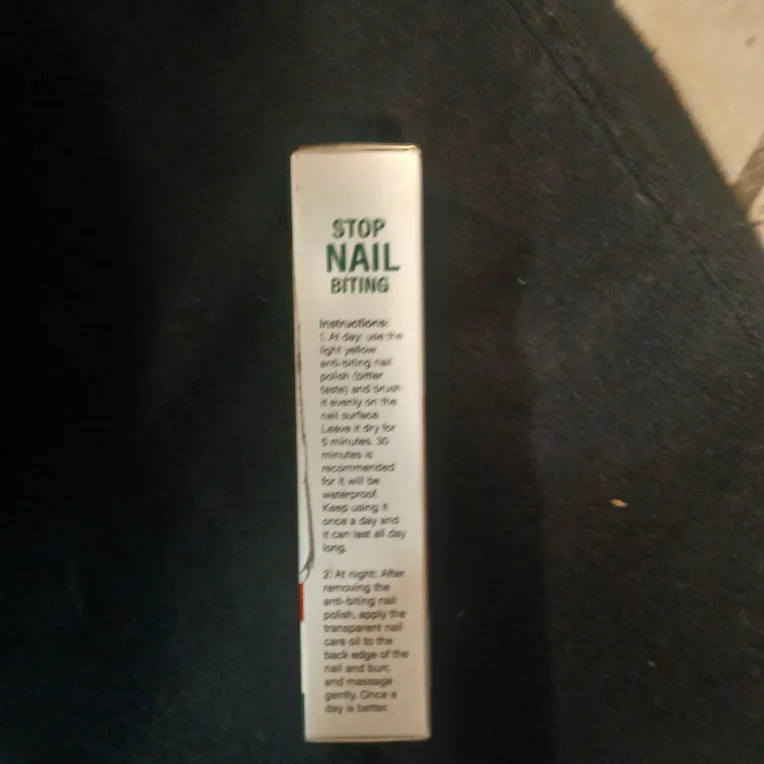 STOP
NAIL
BITING
Instructions:
1. At day: use the
light yellow
anti-biting nail
polish (bitter
taste) and brush
it evenly on the
nail surface.
Leave it dry for
5 minutes. 30
minutes is
recommended
for it will be
waterproof.
Keep using it
once a day and
it can last all day
long.
2. At night: After
removing the
anti-biting nail
polish, apply the
transparent nail
care oil to the
back edge of the
nail and burr,
and massage
gently. Once a
day is better.